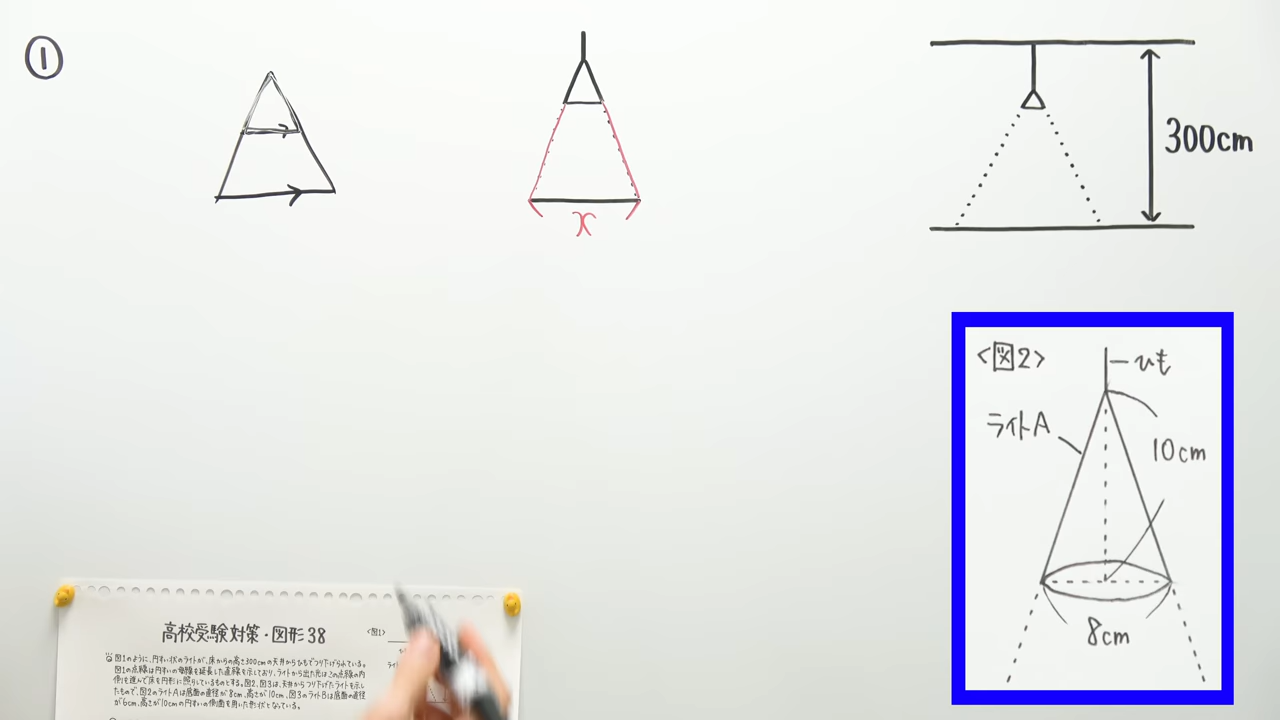 ①
x
300cm
<図2>
ひも
ライトA
10cm
8cm
高校受験対策・図形38
<図1>
図1のように、円すい状のライトが、床からの高さ300cmの天井からひもでつり下げられている。
図1の点線は円すいの母線を延長した直線を示しており、ライトから出た光はこの点線の内
側を進んで床を円形に照らしているものとする。図2、図3は、天井からつり下げたライトを示し
たもので、図2のライトAは底面の直径が8cm、高さが10cm、図3のライトBは底面の直径
が6cm、高さが10cmの円すいの側面を用いた形状となっている。